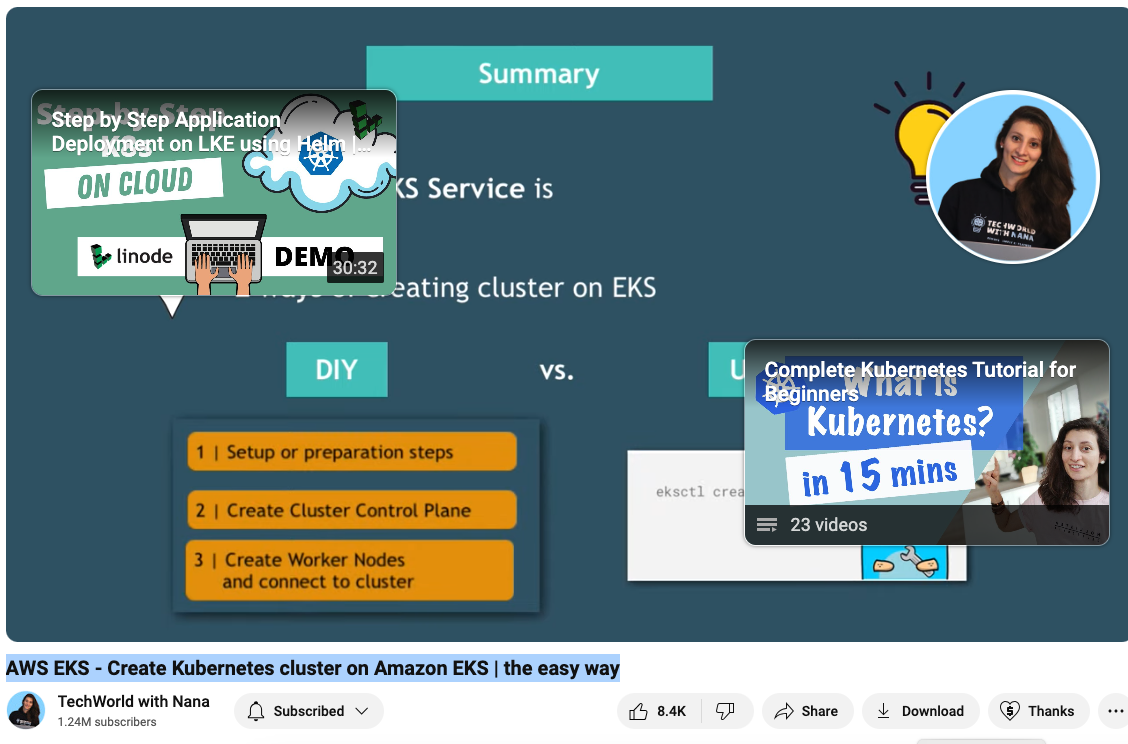 Summary
Step by Step
Step by Step Application
Deployment on LKE using Helm |...
K8s
ON CLOUD
linode
DEMO
30:32
KS Service is
ways of creating cluster on EKS
TECHWORLD
WITH NANA
DIY
vs.
U
1 | Setup or preparation steps
2 | Create Cluster Control Plane
3 | Create Worker Nodes
and connect to cluster
eksctl crea
Complete Kubernetes Tutorial for
Beginners
What is
Kubernetes?
in 15 mins
23 videos
AWS EKS - Create Kubernetes cluster on Amazon EKS | the easy way
TechWorld with Nana
1.24M subscribers
Subscribed
8.4K
Share
Download
Thanks